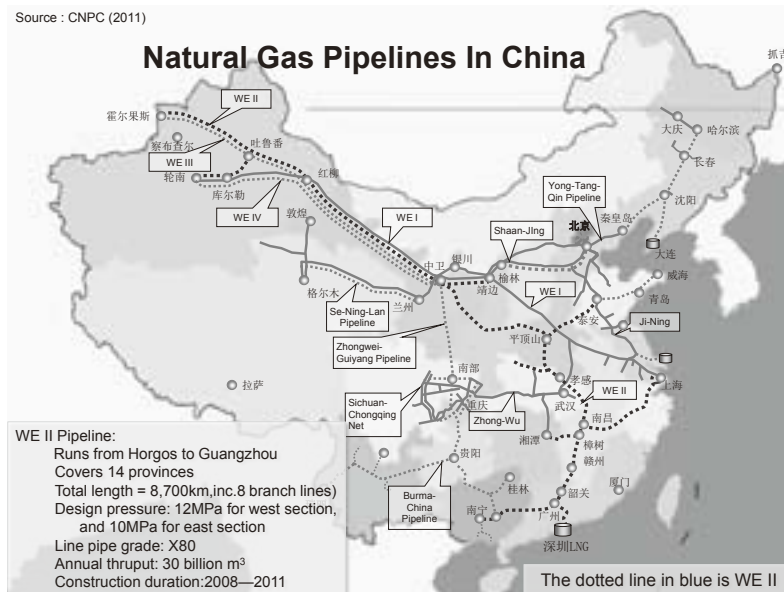 Source : CNPC (2011)
Natural Gas Pipelines In China
抓吉
霍尔果斯
WE II
察布查尔
吐鲁番
WE III
轮南
库尔勒
红柳
WE IV
敦煌
WE I
大庆
哈尔滨
长春
Yong-Tang-
Qin Pipeline
沈阳
秦皇岛
Shaan-JIng
北京
大连
中卫
银川
榆林
威海
格尔木
兰州
靖边
WE I
青岛
泰安
Se-Ning-Lan
Pipeline
Ji-Ning
Zhongwei-
Guiyang Pipeline
平顶山
拉萨
南部
孝感
上海
Sichuan-
Chongqing
Net
重庆
武汉
WE II
Zhong-Wu
南昌
湘潭
樟树
贵阳
赣州
Burma-
China
Pipeline
桂林
韶关
厦门
南宁
广州
深圳LNG
WE II Pipeline:
Runs from Horgos to Guangzhou
Covers 14 provinces
Total length = 8,700km,inc.8 branch lines)
Design pressure: 12MPa for west section,
and 10MPa for east section
Line pipe grade: X80
Annual thruput: 30 billion m³
Construction duration:2008—2011
The dotted line in blue is WE II